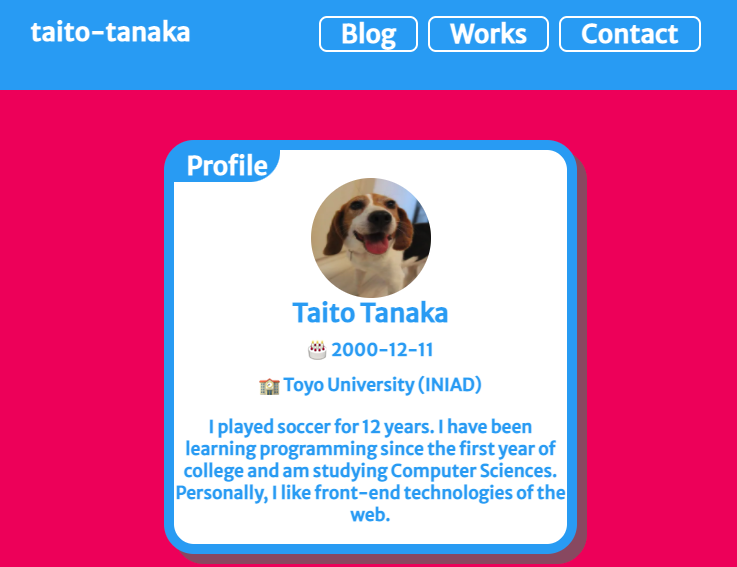 taito-tanaka
Blog
Works
Contact
Profile
Taito Tanaka
🎂 2000-12-11
🏫 Toyo University (INIAD)
I played soccer for 12 years. I have been
learning programming since the first year of
college and am studying Computer Sciences.
Personally, I like front-end technologies of the
web.